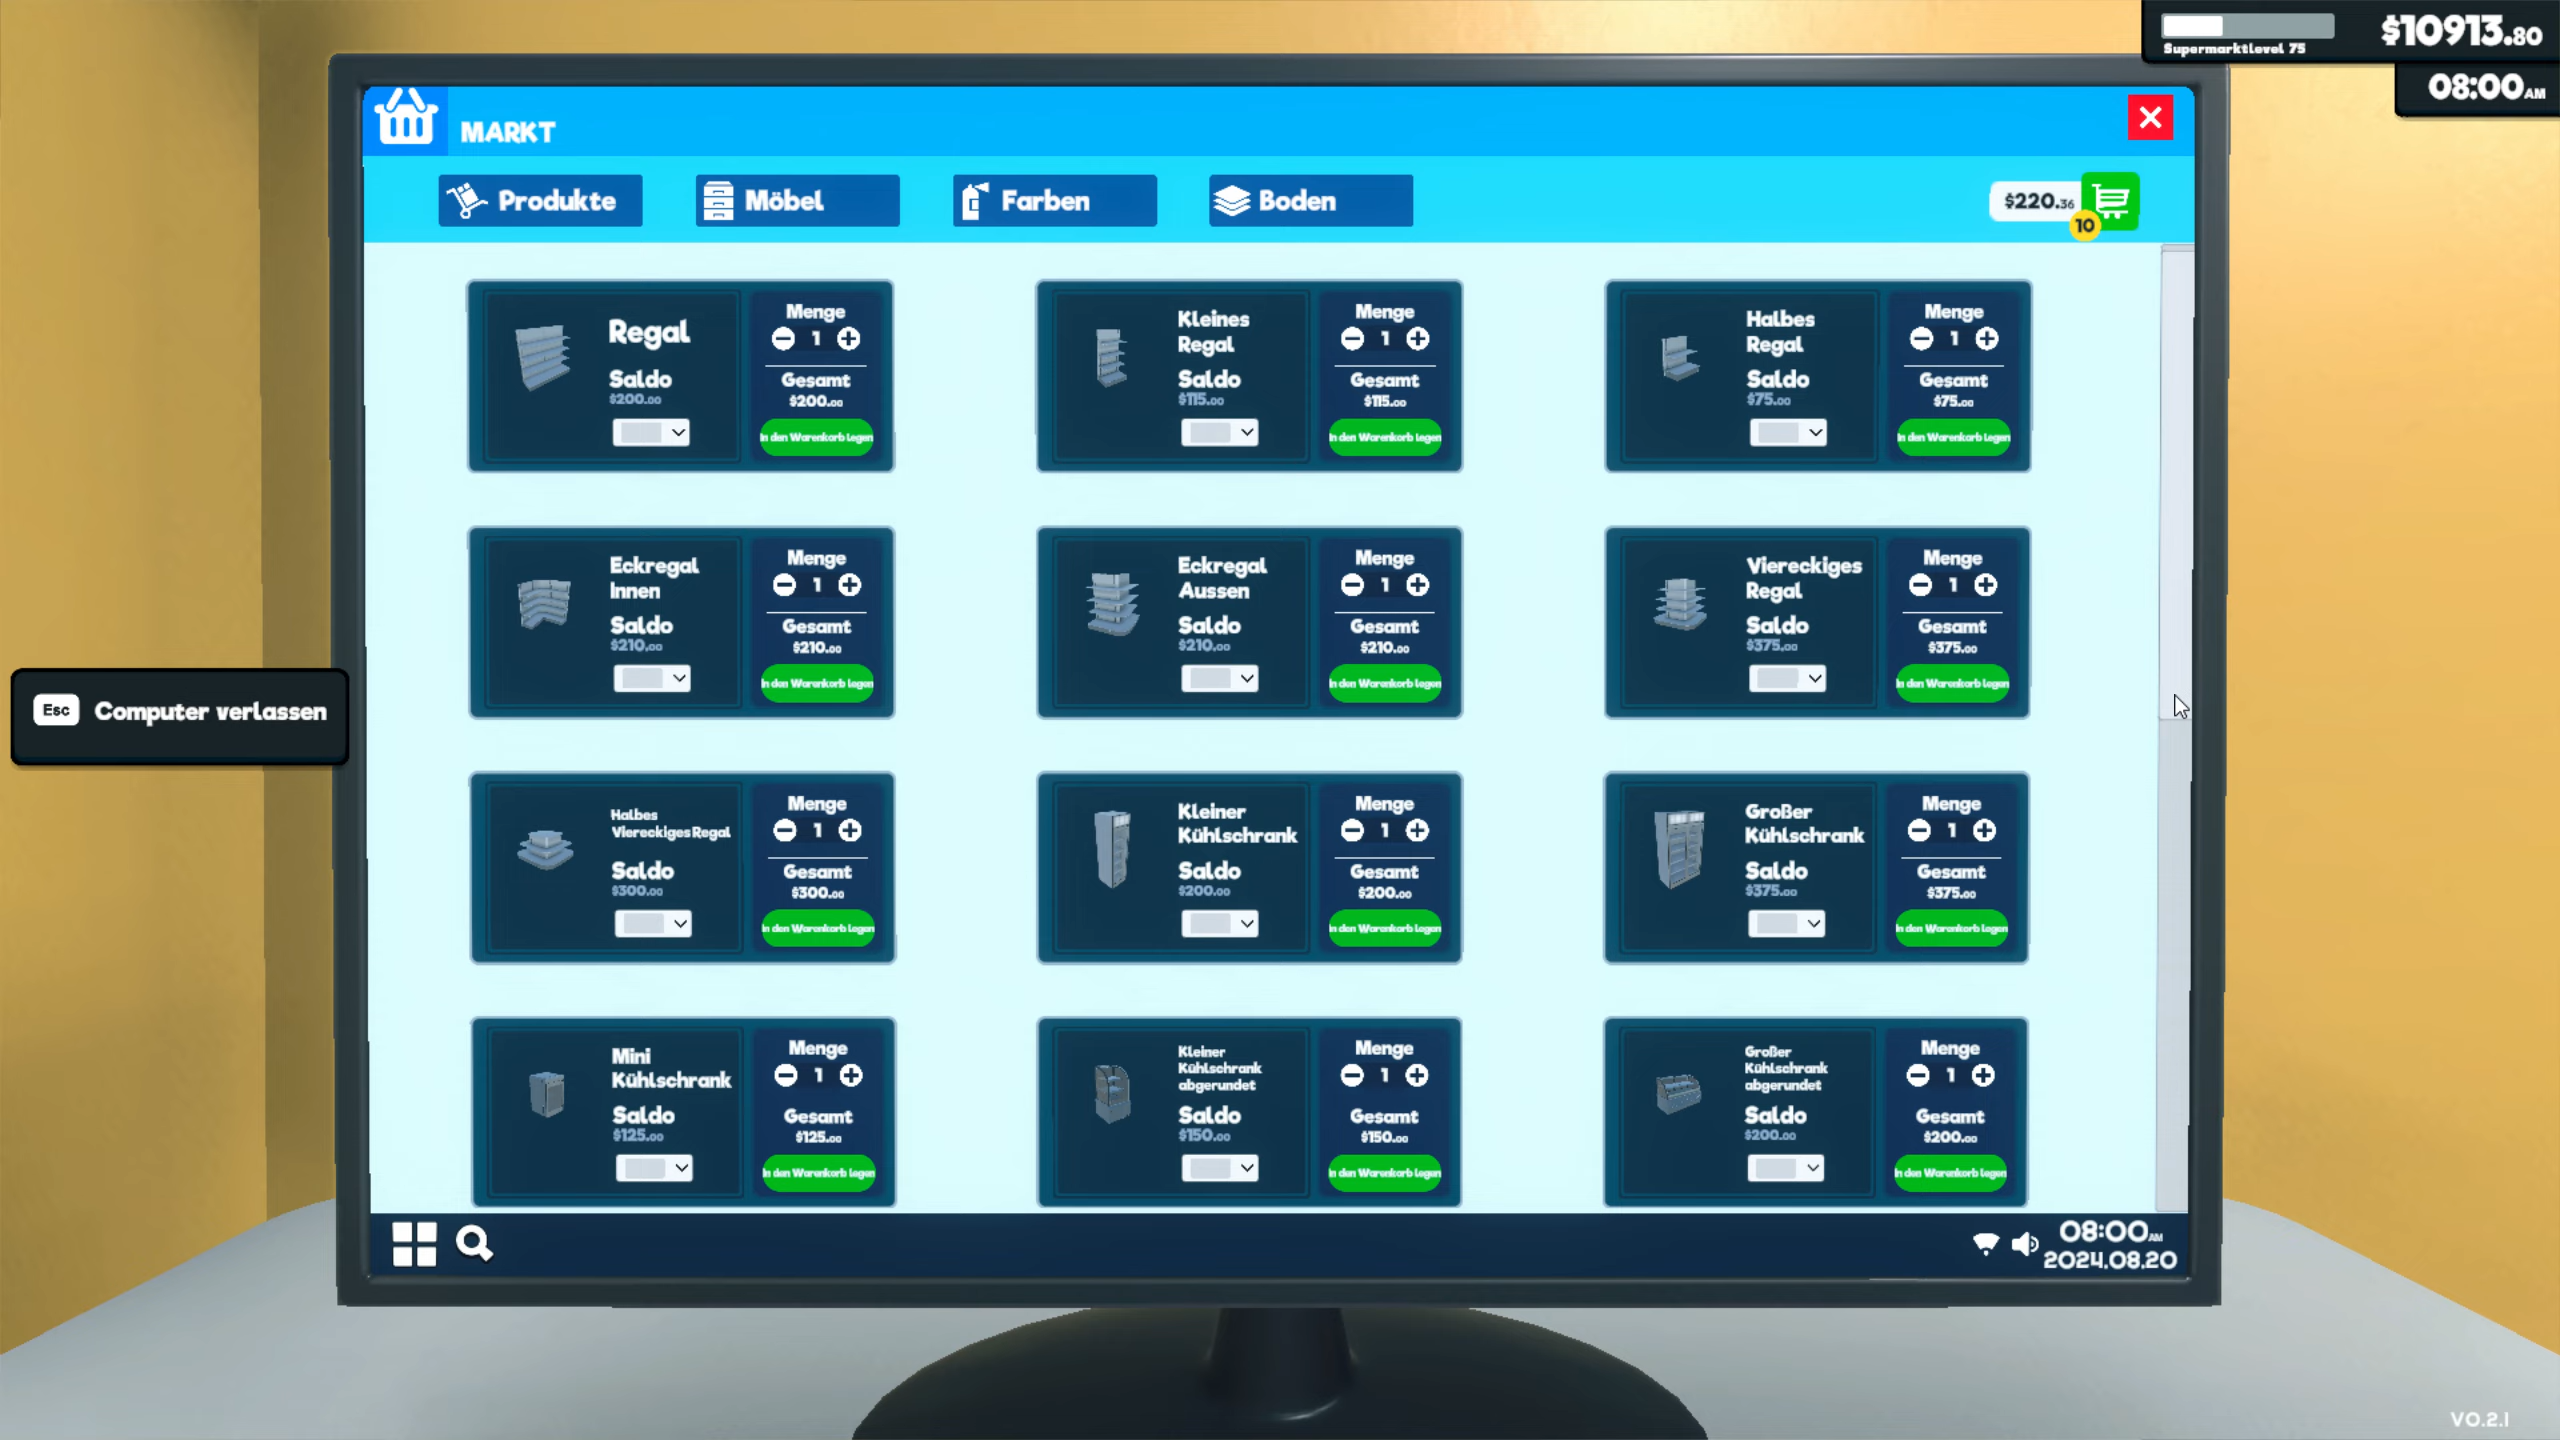 Supermarktlevel 75
$10913.80
08:00AM
MARKT
Produkte
Möbel
Farben
Boden
$220.36
10
Regal
Saldo
$200.00
Menge
1
Gesamt
$200.00
In den Warenkorb legen
Kleines
Regal
Saldo
$115.00
Menge
1
Gesamt
$115.00
In den Warenkorb legen
Halbes
Regal
Saldo
$75.00
Menge
1
Gesamt
$75.00
In den Warenkorb legen
Eckregal
Innen
Saldo
$210.00
Menge
1
Gesamt
$210.00
In den Warenkorb legen
Eckregal
Aussen
Saldo
$210.00
Menge
1
Gesamt
$210.00
In den Warenkorb legen
Viereckiges
Regal
Saldo
$375.00
Menge
1
Gesamt
$375.00
In den Warenkorb legen
Esc Computer verlassen
Halbes
Viereckiges Regal
Saldo
$300.00
Menge
1
Gesamt
$300.00
In den Warenkorb legen
Kleiner
Kühlschrank
Saldo
$200.00
Menge
1
Gesamt
$200.00
In den Warenkorb legen
Großer
Kühlschrank
Saldo
$375.00
Menge
1
Gesamt
$375.00
In den Warenkorb legen
Mini
Kühlschrank
Saldo
$125.00
Menge
1
Gesamt
$125.00
In den Warenkorb legen
Kleiner
Kühlschrank
abgerundet
Saldo
$150.00
Menge
1
Gesamt
$150.00
In den Warenkorb legen
Großer
Kühlschrank
abgerundet
Saldo
$200.00
Menge
1
Gesamt
$200.00
In den Warenkorb legen
08:00AM
2024.08.20
V0.2.1